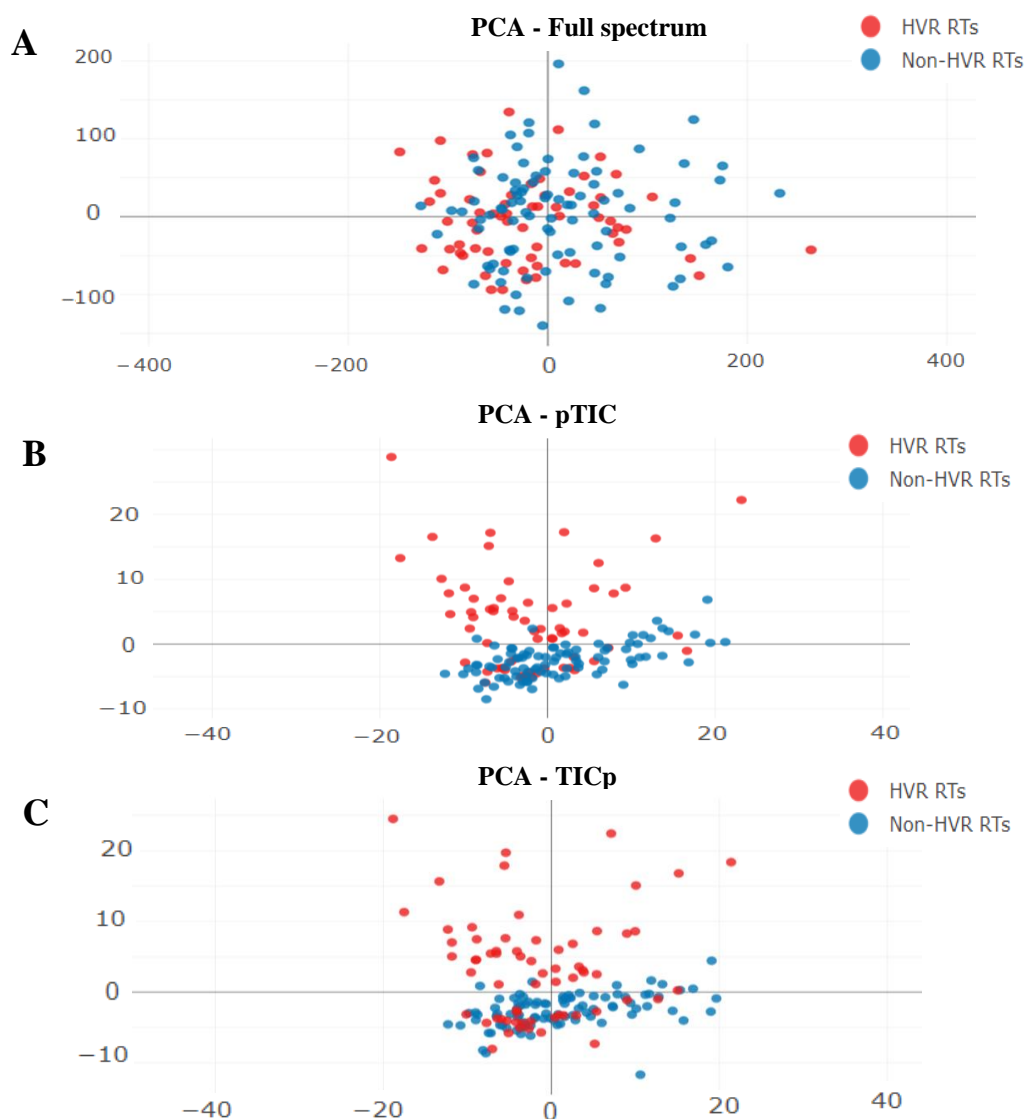 A
PCA - Full spectrum
HVR RTs
Non-HVR RTs
200
100
0
−100
−400
−200
0
200
400
B
PCA - pTIC
HVR RTs
Non-HVR RTs
20
10
0
−10
−40
−20
0
20
40
C
PCA - TICp
HVR RTs
Non-HVR RTs
20
10
0
−10
−40
−20
0
20
40